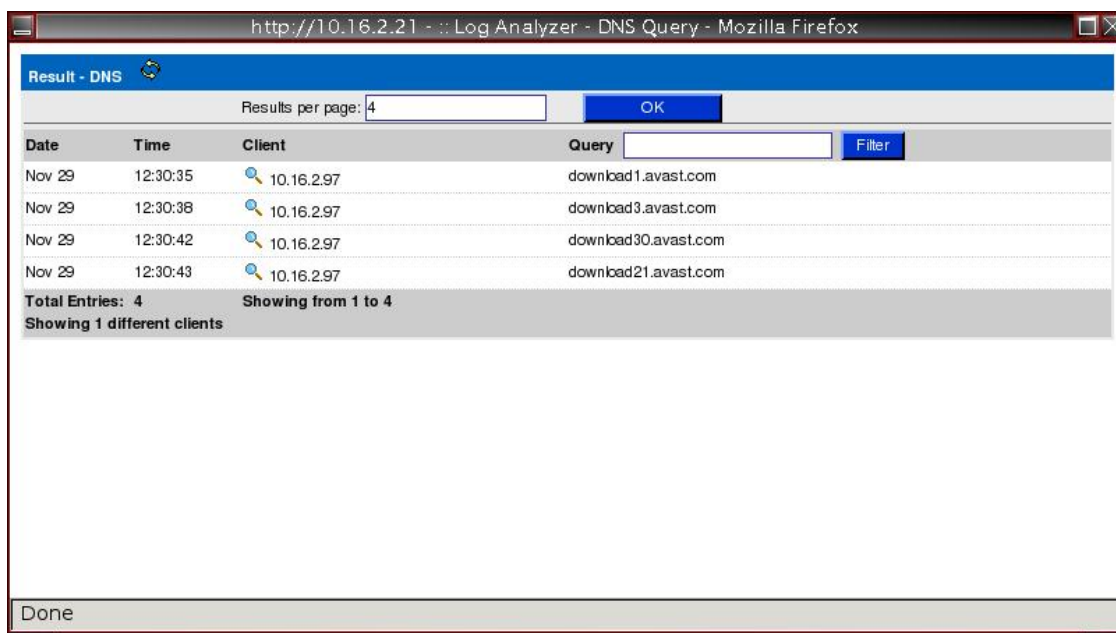 http://10.16.2.21 - :: Log Analyzer - DNS Query - Mozilla Firefox
Result - DNS
Results per page: 4 OK
Date Time Client Query Filter
Nov 29 12:30:35 10.16.2.97 download1.avast.com
Nov 29 12:30:38 10.16.2.97 download3.avast.com
Nov 29 12:30:42 10.16.2.97 download30.avast.com
Nov 29 12:30:43 10.16.2.97 download21.avast.com
Total Entries: 4 Showing from 1 to 4
Showing 1 different clients
Done